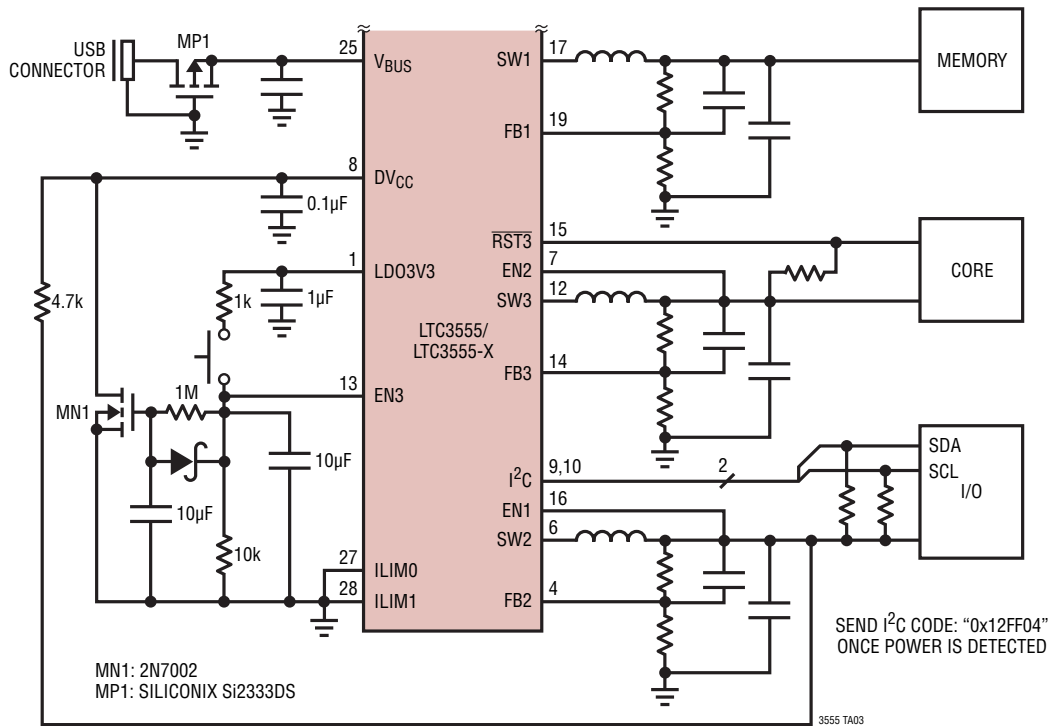 USB
CONNECTOR
MP1
25
VBUS
SW1
17
MEMORY
FB1
19
8
DVCC
0.1µF
RST3
15
EN2
7
CORE
1
LDO3V3
SW3
12
4.7k
1k
1µF
LTC3555/
LTC3555-X
FB3
14
13
EN3
MN1
1M
10µF
10µF
10k
I2C
9,10
2
SDA
SCL
I/O
EN1
16
SW2
6
27
ILIM0
28
ILIM1
FB2
4
SEND I2C CODE: “0x12FF04”
ONCE POWER IS DETECTED
MN1: 2N7002
MP1: SILICONIX Si2333DS
3555 TA03